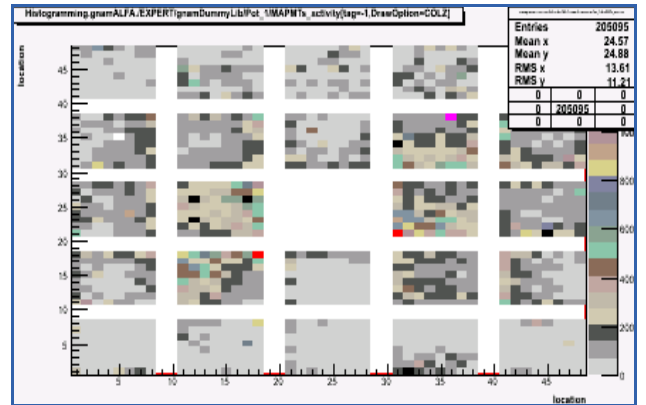 Histogramming.gnamALFA./EXPERT/gnamDummyLib/Pot_1/MAPMTs_activity(tag=-1,DrawOption=COLZ)
Entries 205095
Mean x 24.57
Mean y 24.88
RMS x 13.61
RMS y 11.21
0 0 0
0 205095 0
0 0 0
location
45
40
35
30
25
20
15
10
5
5 10 15 20 25 30 35 40 45
location
800
600
400
200
0